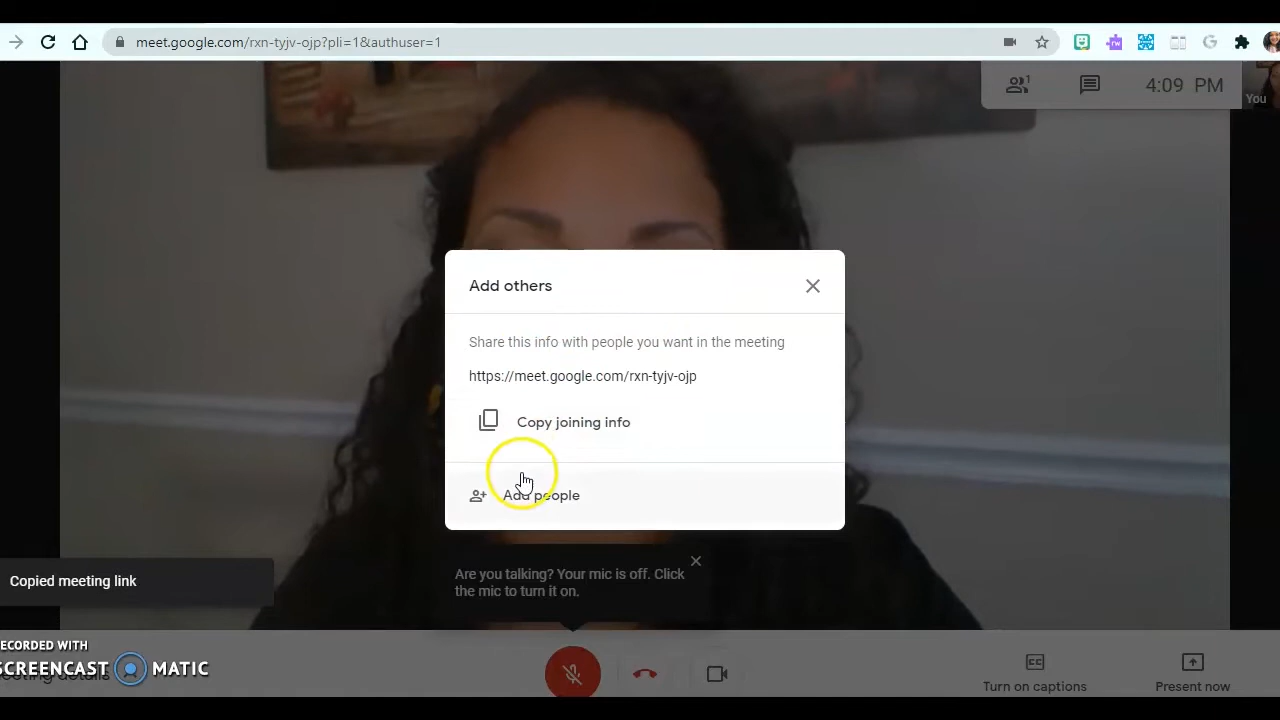 meet.google.com/rxn-tyjv-ojp?pli=1&authuser=1
1
4:09 PM
You
Add others
Share this info with people you want in the meeting
https://meet.google.com/rxn-tyjv-ojp
Copy joining info
Add people
Copied meeting link
Are you talking? Your mic is off. Click
the mic to turn it on.
RECORDED WITH
SCREENCAST MATIC
details
Turn on captions
Present now